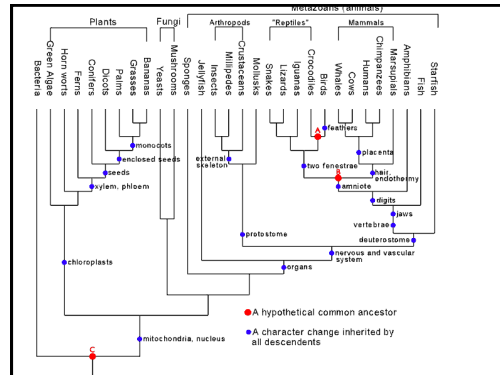 Metazoans (animals)
Plants
Fungi
Arthropods
"Reptiles"
Mammals
Bacteria
Green Algae
Horn worts
Ferns
Conifers
Dicots
Palms
Grasses
Bananas
Yeasts
Mushrooms
Sponges
Jellyfish
Insects
Millipedes
Crustaceans
Mollusks
Snakes
Lizards
Iguanas
Crocodiles
Birds
Whales
Cows
Humans
Chimpanzees
Marsupials
Amphibians
Fish
Starfish
A
feathers
monocots
placenta
enclosed seeds
external
skeleton
two fenestrae
seeds
B
hair,
endothermy
xylem, phloem
amniote
digits
jaws
vertebrae
protostome
deuterostome
nervous and vascular
system
chloroplasts
organs
A hypothetical common
ancestor
A character change inherited by
all descendents
mitochondria, nucleus
C